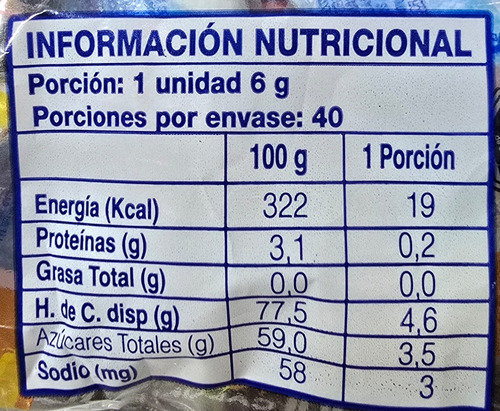 INFORMACIÓN NUTRICIONAL
Porción: 1 unidad 6 g
Porciones por envase: 40
100 g 1 Porción
Energía (Kcal) 322 19
Proteínas (g) 3,1 0,2
Grasa Total (g) 0,0 0,0
H. de C. disp (g) 77,5 4,6
Azúcares Totales (g) 59,0 3,5
Sodio (mg) 58 3